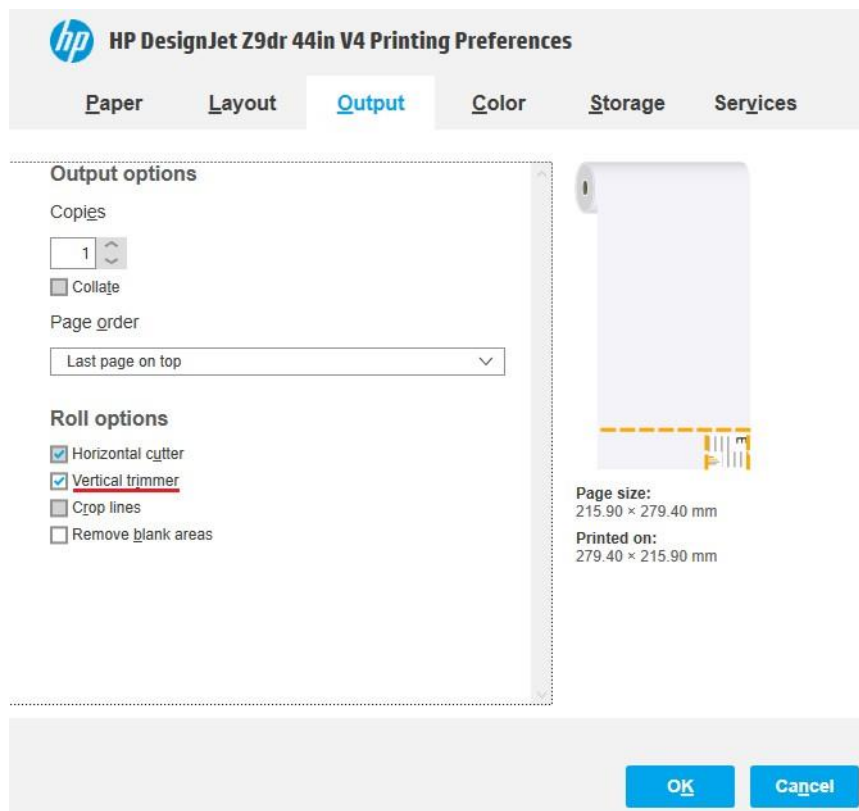 hp HP DesignJet Z9dr 44in V4 Printing Preferences
Paper Layout Output Color Storage Services
Output options
Copies
1
Collate
Page order
Last page on top
Roll options
Horizontal cutter
Vertical trimmer
Crop lines
Remove blank areas
Page size:
215.90 × 279.40 mm
Printed on:
279.40 × 215.90 mm
OK Cancel